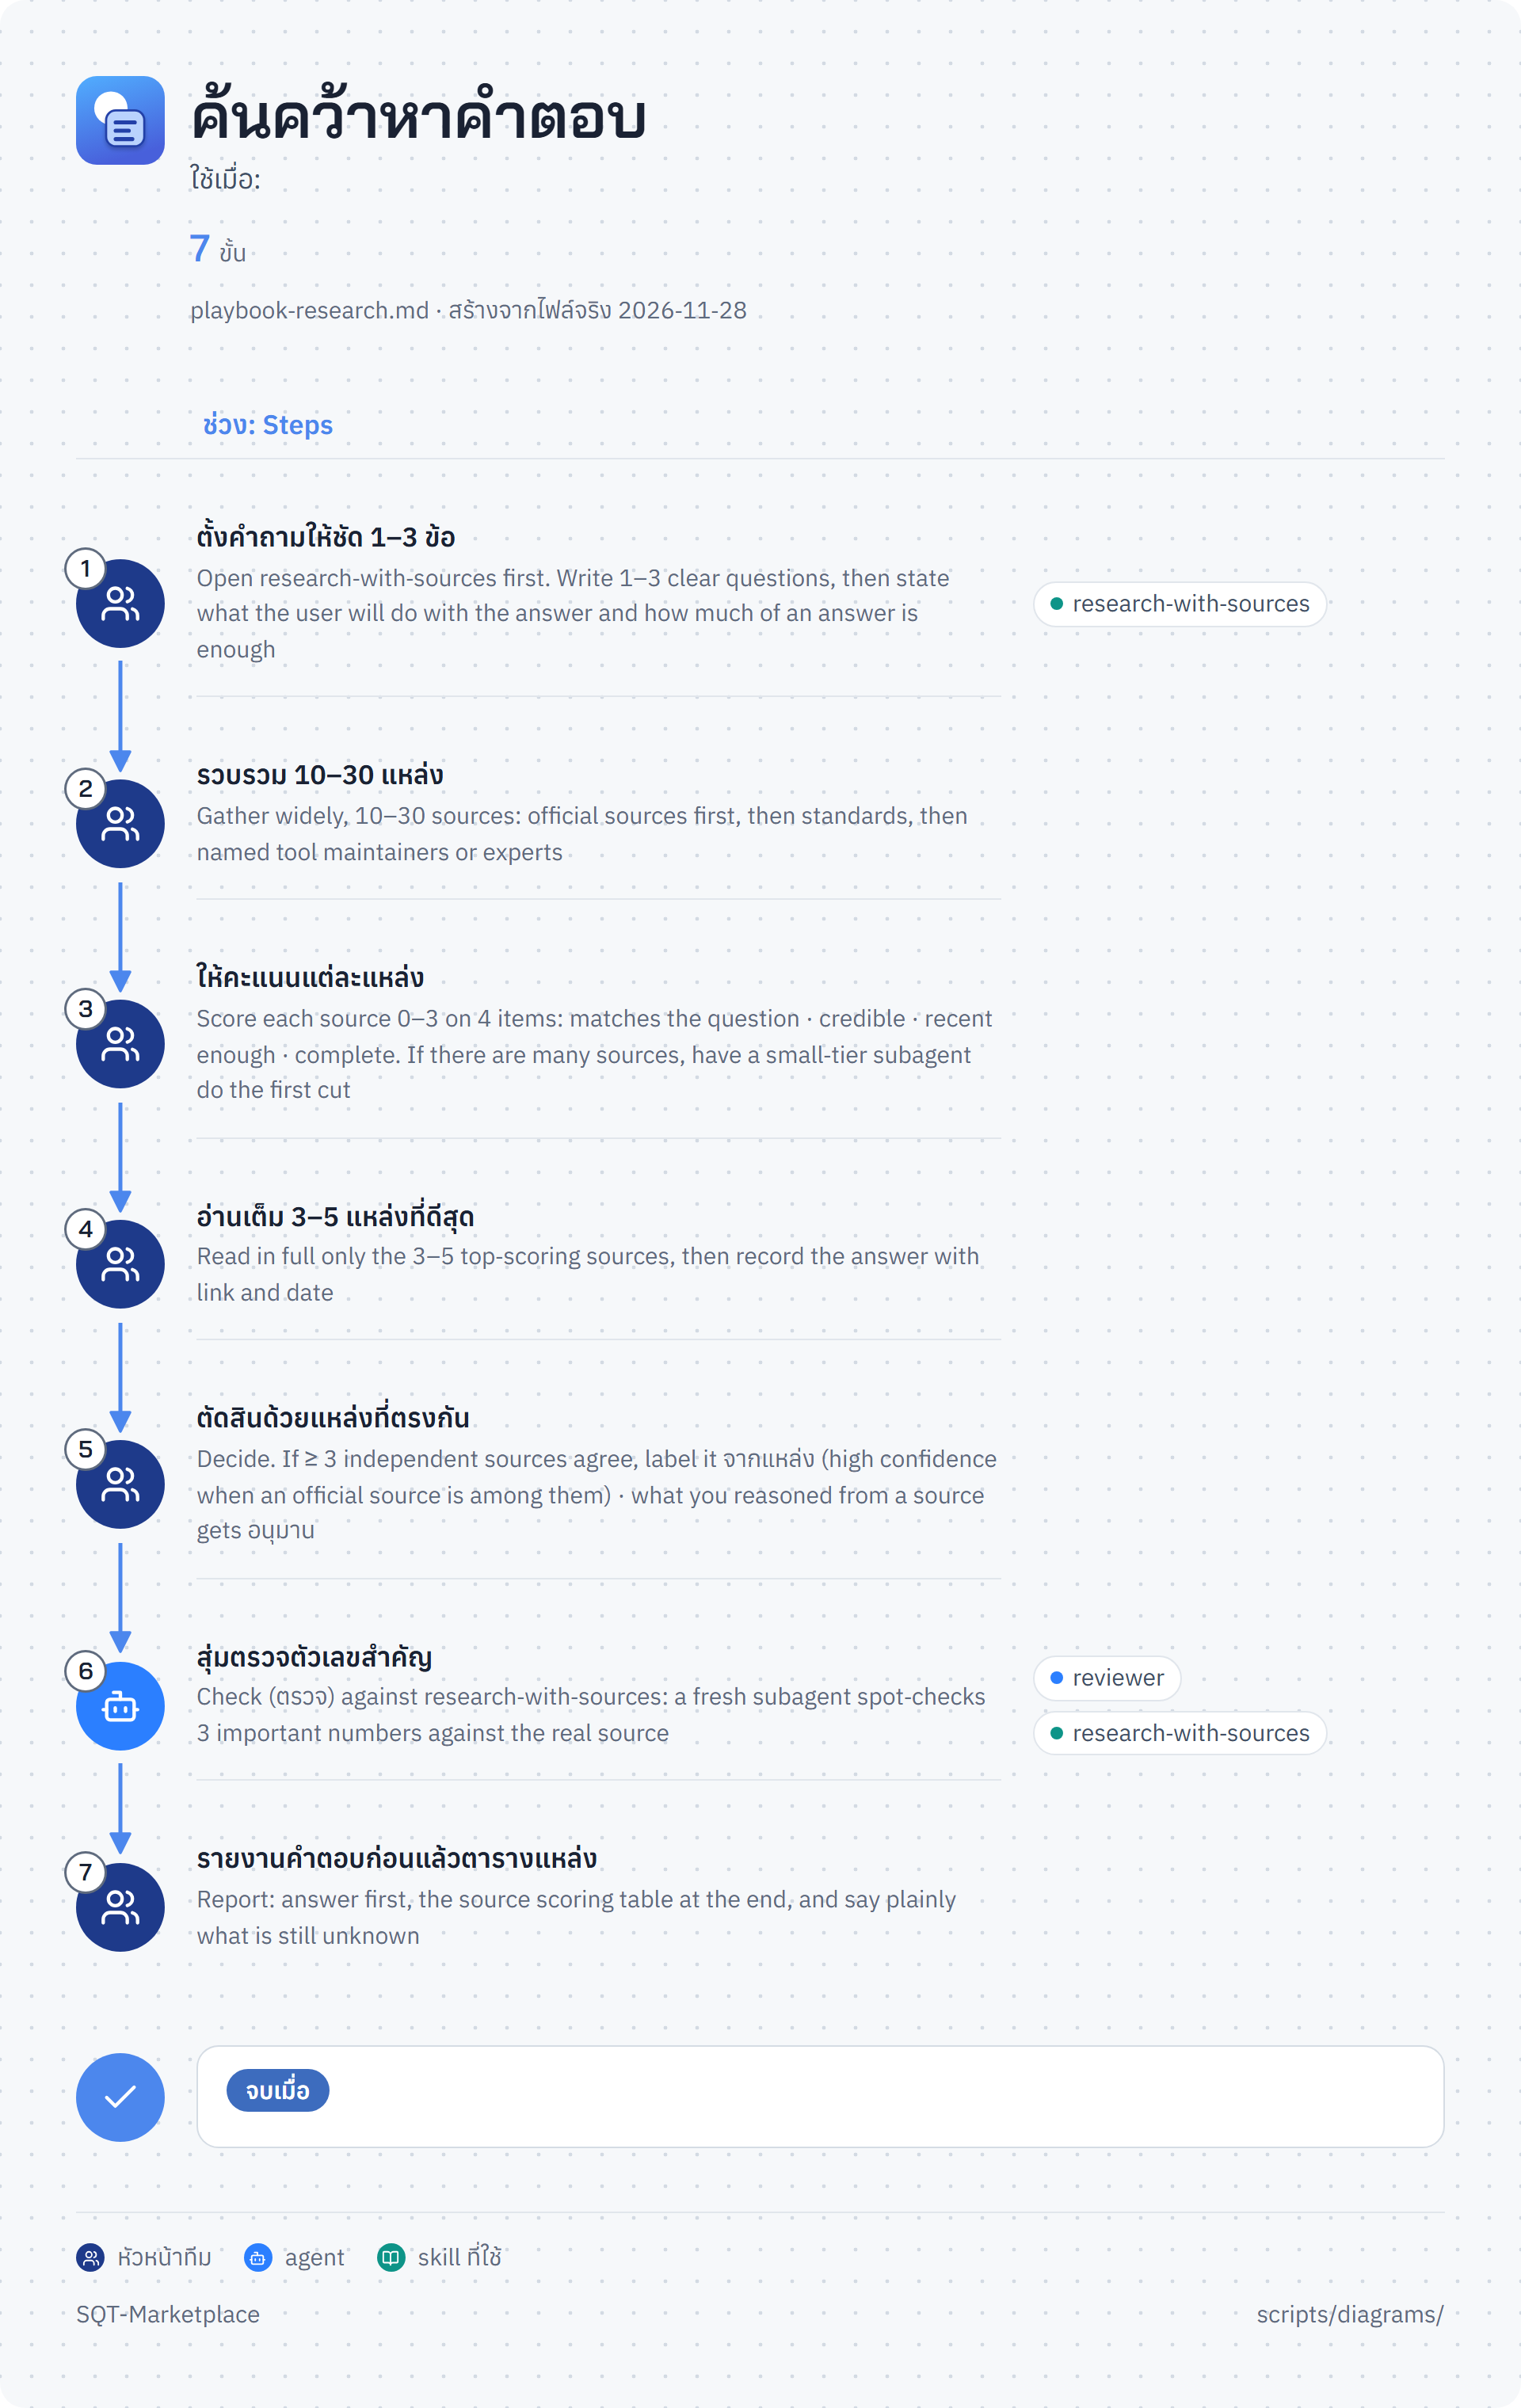 ค้นคว้าหาคำตอบ
ใช้เมื่อ:
7 ขั้น
playbook-research.md · สร้างจากไฟล์จริง 2026-11-28
ช่วง: Steps
1
ตั้งคำถามให้ชัด 1–3 ข้อ
Open research-with-sources first. Write 1–3 clear questions, then state
what the user will do with the answer and how much of an answer is
enough
research-with-sources
2
รวบรวม 10–30 แหล่ง
Gather widely, 10–30 sources: official sources first, then standards, then
named tool maintainers or experts
3
ให้คะแนนแต่ละแหล่ง
Score each source 0–3 on 4 items: matches the question · credible · recent
enough · complete. If there are many sources, have a small-tier subagent
do the first cut
4
อ่านเต็ม 3–5 แหล่งที่ดีสุด
Read in full only the 3–5 top-scoring sources, then record the answer with
link and date
5
ตัดสินด้วยแหล่งที่ตรงกัน
Decide. If ≥ 3 independent sources agree, label it จากแหล่ง (high confidence
when an official source is among them) · what you reasoned from a source
gets อนุมาน
6
สุ่มตรวจตัวเลขสำคัญ
Check (ตรวจ) against research-with-sources: a fresh subagent spot-checks
3 important numbers against the real source
reviewer
research-with-sources
7
รายงานคำตอบก่อนแล้วตารางแหล่ง
Report: answer first, the source scoring table at the end, and say plainly
what is still unknown
จบเมื่อ
หัวหน้าทีม agent skill ที่ใช้
SQT-Marketplace scripts/diagrams/